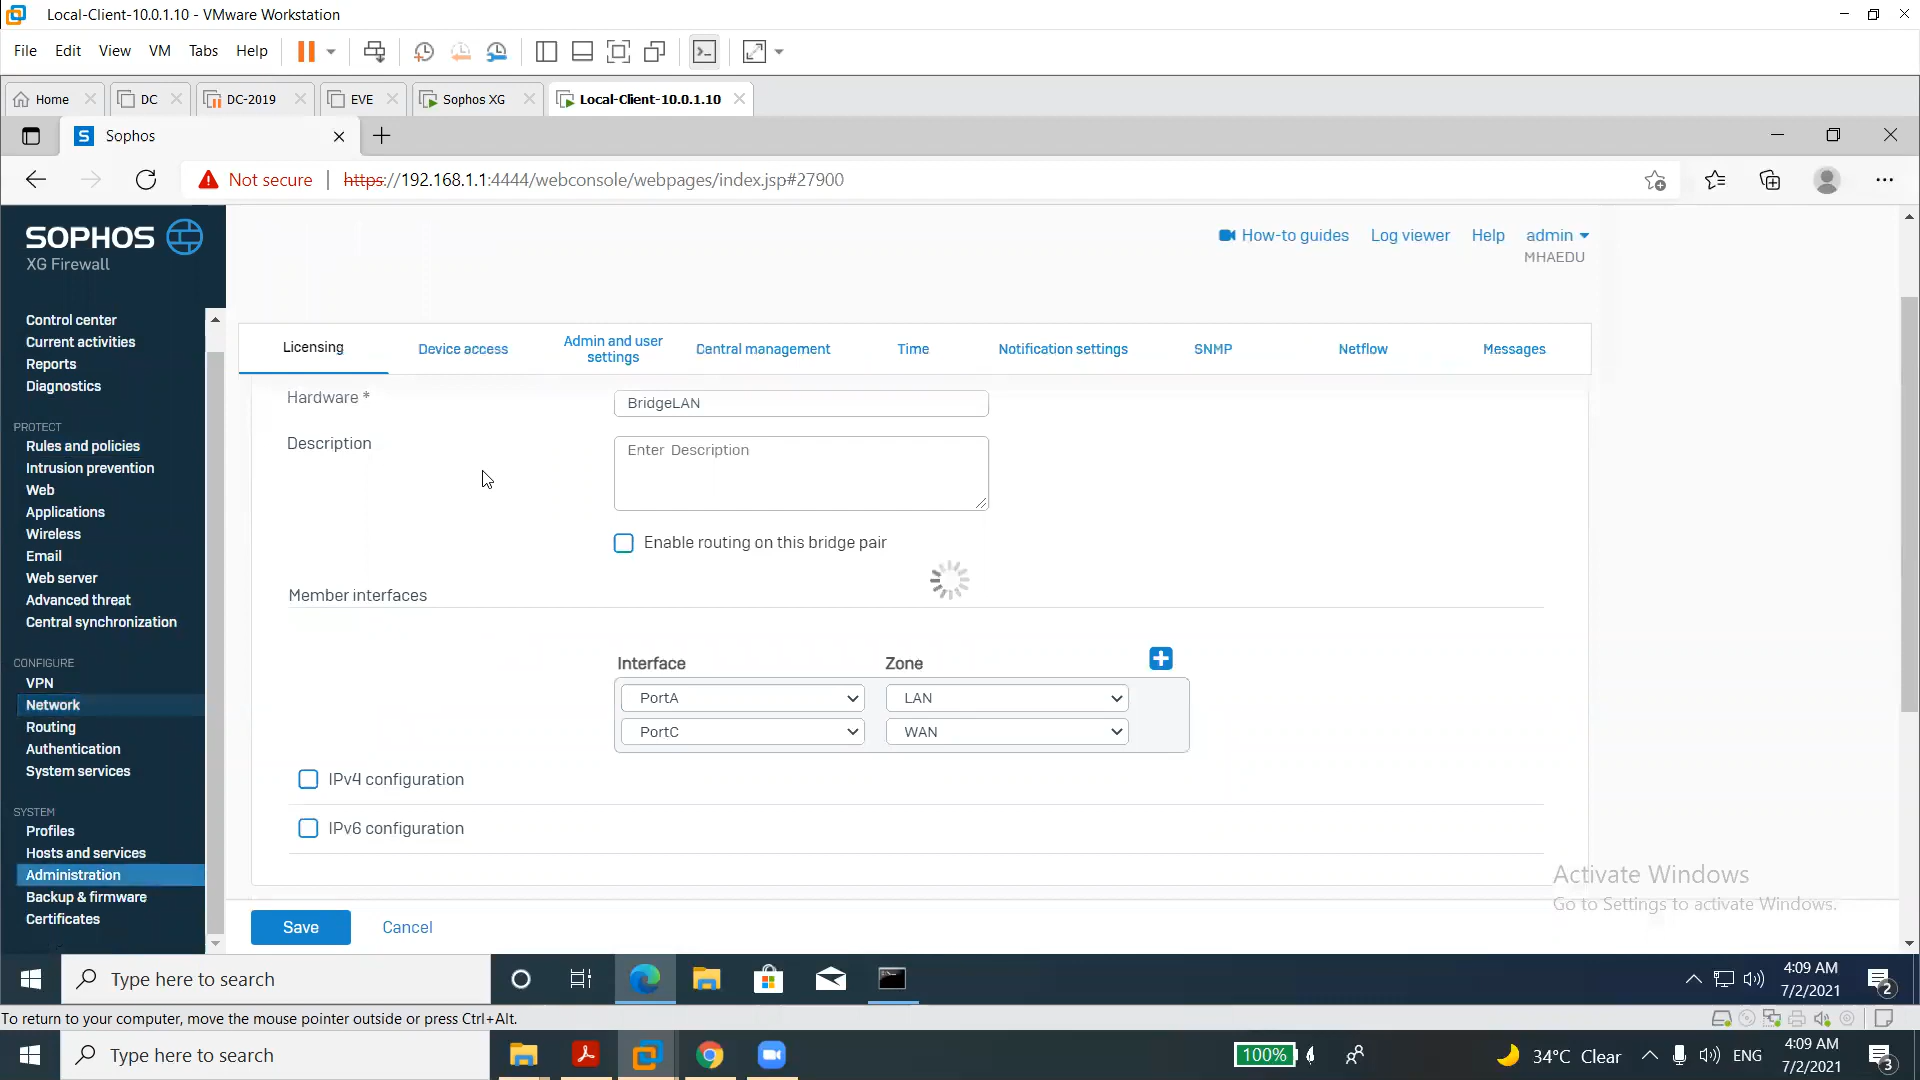 Local-Client-10.0.1.10 - VMware Workstation
File Edit View VM Tabs Help
Home DC DC-2019 EVE Sophos XG Local-Client-10.0.1.10
Sophos
Not secure | https://192.168.1.1:4444/webconsole/webpages/index.jsp#27900
SOPHOS
XG Firewall
How-to guides Log viewer Help admin
MHAEDU
Control center
Current activities
Reports
Diagnostics
PROTECT
Rules and policies
Intrusion prevention
Web
Applications
Wireless
Email
Web server
Advanced threat
Central synchronization
CONFIGURE
VPN
Network
Routing
Authentication
System services
SYSTEM
Profiles
Hosts and services
Administration
Backup & firmware
Certificates
Licensing Device access Admin and user settings Central management Time Notification settings SNMP Netflow Messages
Hardware * BridgeLAN
Description Enter Description
Enable routing on this bridge pair
Member interfaces
Interface Zone
PortA LAN
PortC WAN
IPv4 configuration
IPv6 configuration
Activate Windows
Go to Settings to activate Windows.
Save Cancel
Type here to search
4:09 AM
7/2/2021
2
To return to your computer, move the mouse pointer outside or press Ctrl+Alt.
Type here to search
100% 34°C Clear ENG
4:09 AM
7/2/2021
3